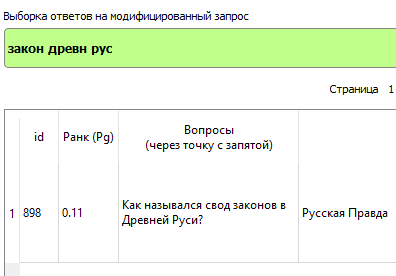 Выборка ответов на модифицированный запрос
закон древн рус
Страница 1
id Ранк (Pg) Вопросы
(через точку с запятой)
1 898 0.11 Как назывался свод законов в Русская Правда
Древней Руси?